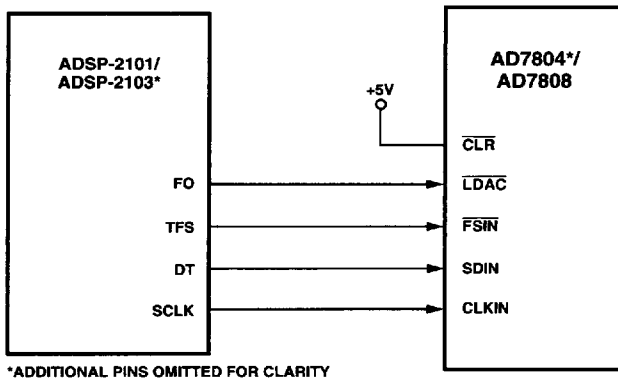 ADSP-2101/
ADSP-2103*
AD7804*/
AD7808
+5V
CLR
FO
LDAC
TFS
FSIN
DT
SDIN
SCLK
CLKIN
*ADDITIONAL PINS OMITTED FOR CLARITY